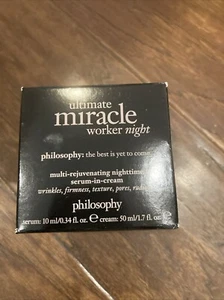 ultimate
miracle
worker night
philosophy: the best is yet to come
multi-rejuvenating nighttime
serum-in-cream
wrinkles, firmness, texture, pores,
philosophy
serum: 10 ml/0.34 fl. oz. e cream: 50 ml/1.7 fl. oz.